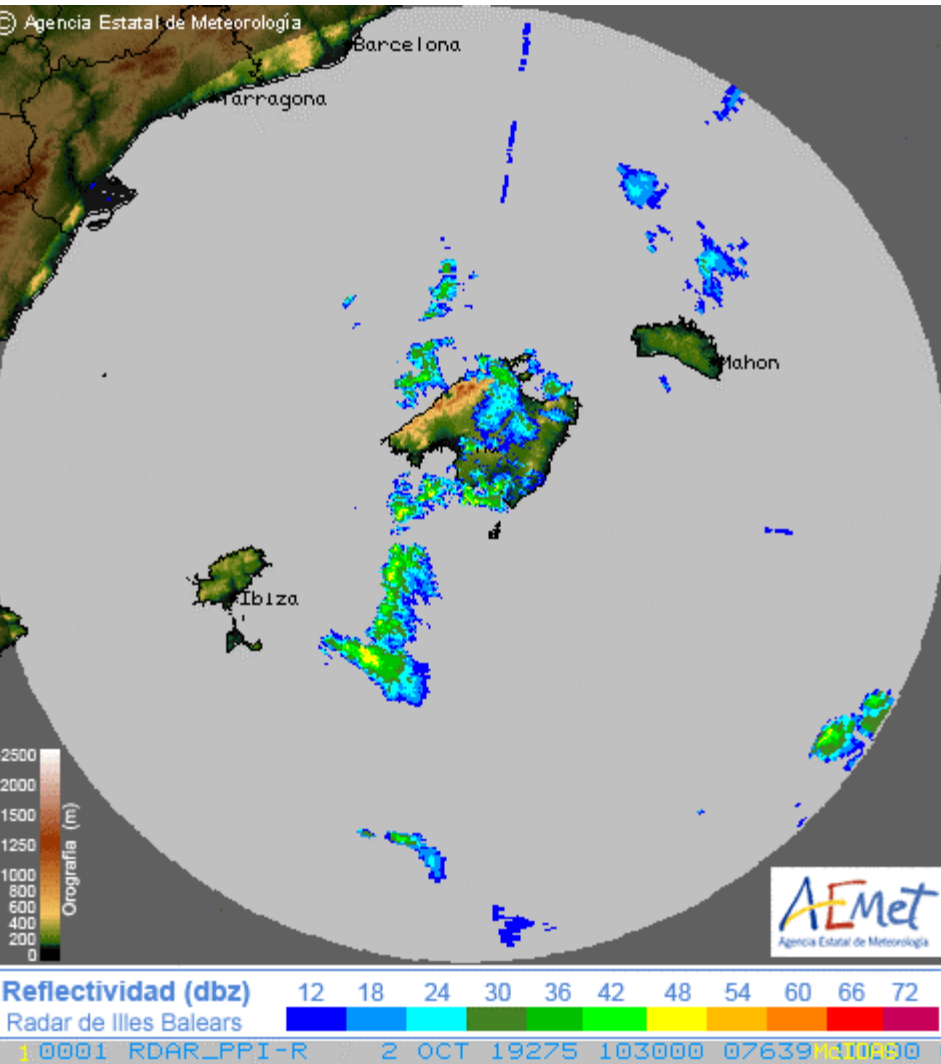 © Agencia Estatal de Meteorología
Barcelona
Tarragona
Mahon
Ibiza
2500
2000
1500
1250
1000
800
600
400
200
0
Orografía (m)
AEMet
Agencia Estatal de Meteorología
Reflectividad (dbz) 12 18 24 30 36 42 48 54 60 66 72
Radar de Illes Balears
1 0001 RDAR_PPI-R 2 OCT 19275 103000 07639